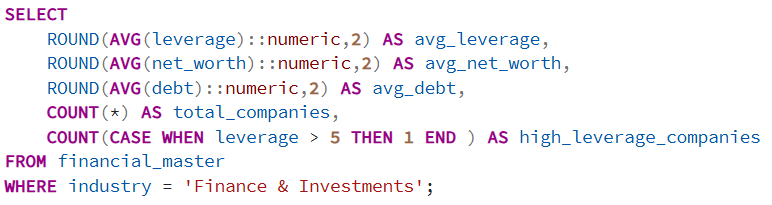 SELECT
    ROUND(AVG(leverage)::numeric,2) AS avg_leverage,
    ROUND(AVG(net_worth)::numeric,2) AS avg_net_worth,
    ROUND(AVG(debt)::numeric,2) AS avg_debt,
    COUNT(*) AS total_companies,
    COUNT(CASE WHEN leverage > 5 THEN 1 END ) AS high_leverage_companies
FROM financial_master
WHERE industry = 'Finance & Investments';